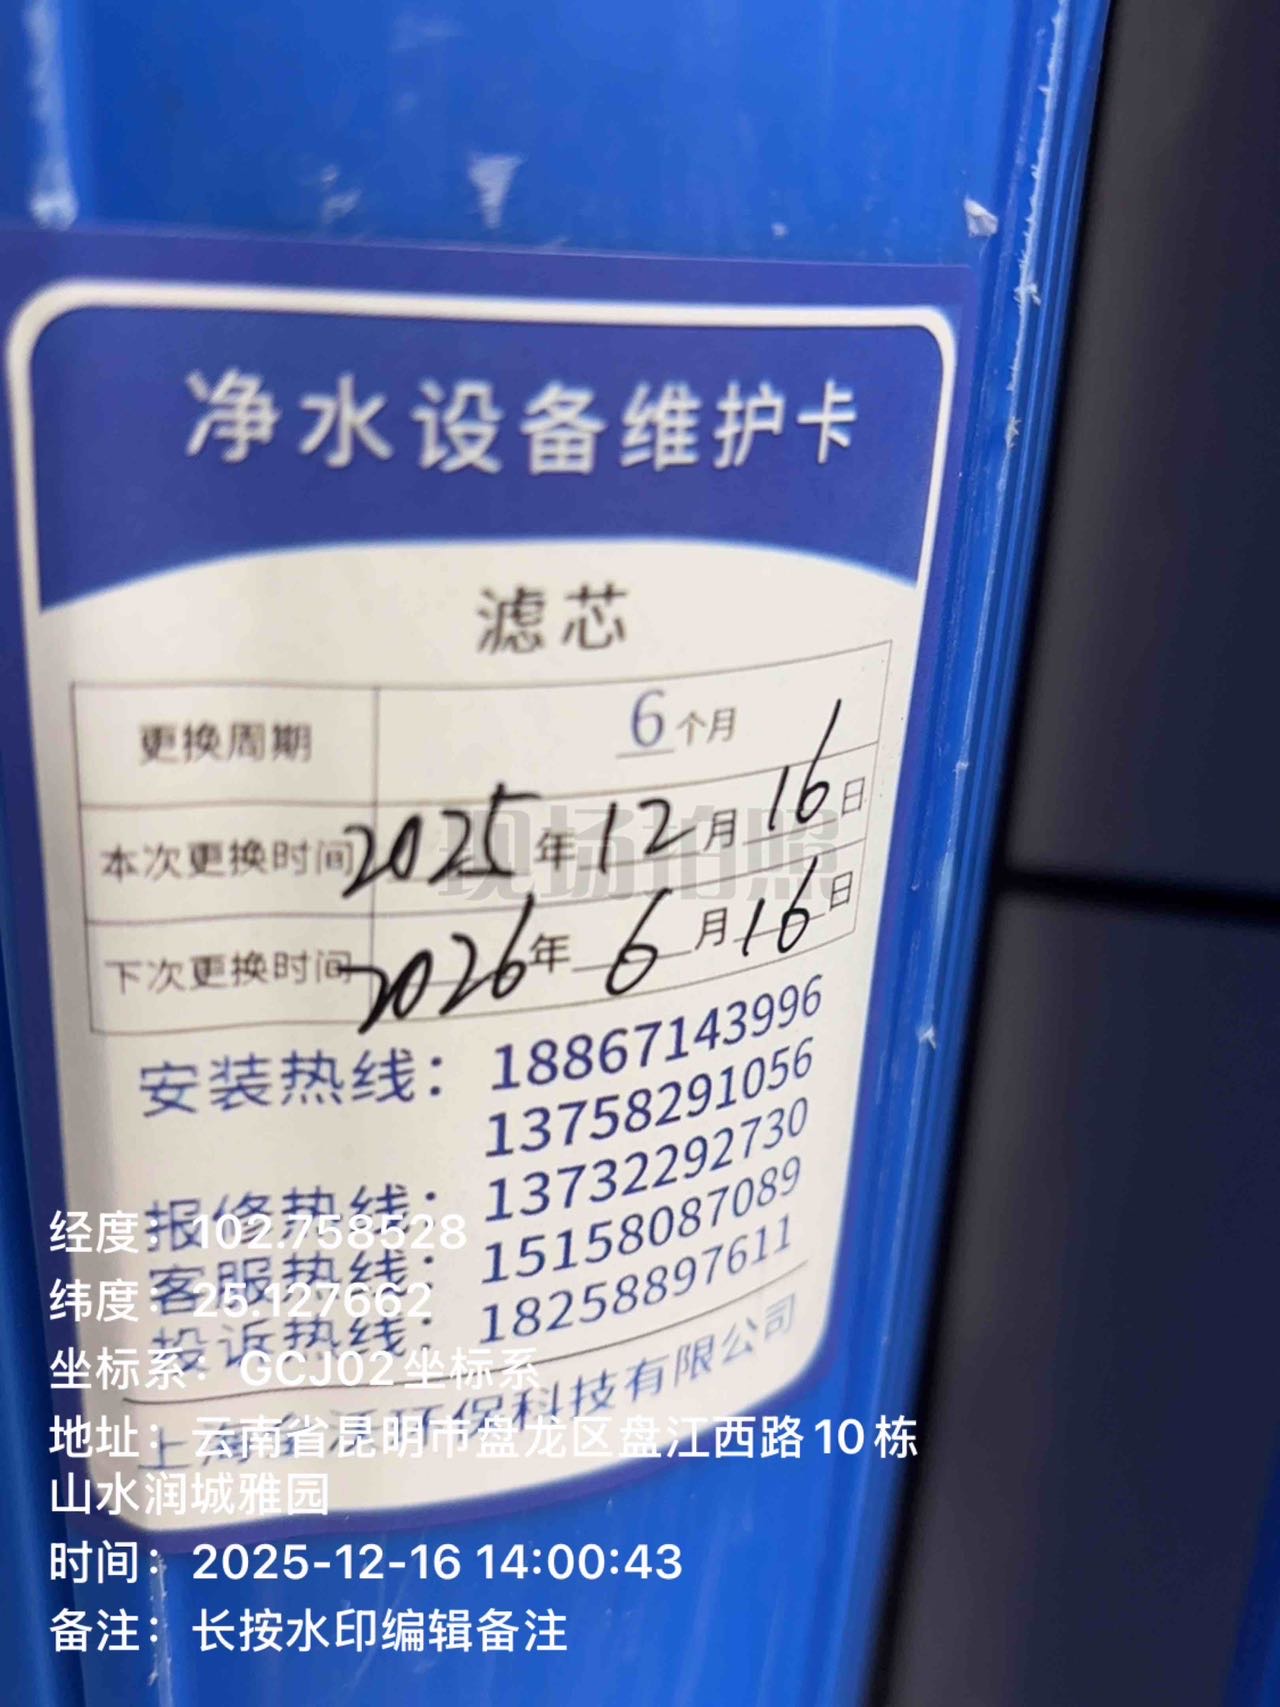 净水设备维护卡
滤芯
更换周期 6个月
本次更换时间 2025年12月16日
现场拍照
下次更换时间 2026年6月16日
安装热线：18867143996
13758291056
报修热线：13732292730
客服热线：15158087089
投诉热线：18258897611
环保科技有限公司
经度：102.758528
纬度：25.127662
坐标系：GCJ02坐标系
地址：云南省昆明市盘龙区盘江西路10栋
山水润城雅园
时间：2025-12-16 14:00:43
备注：长按水印编辑备注